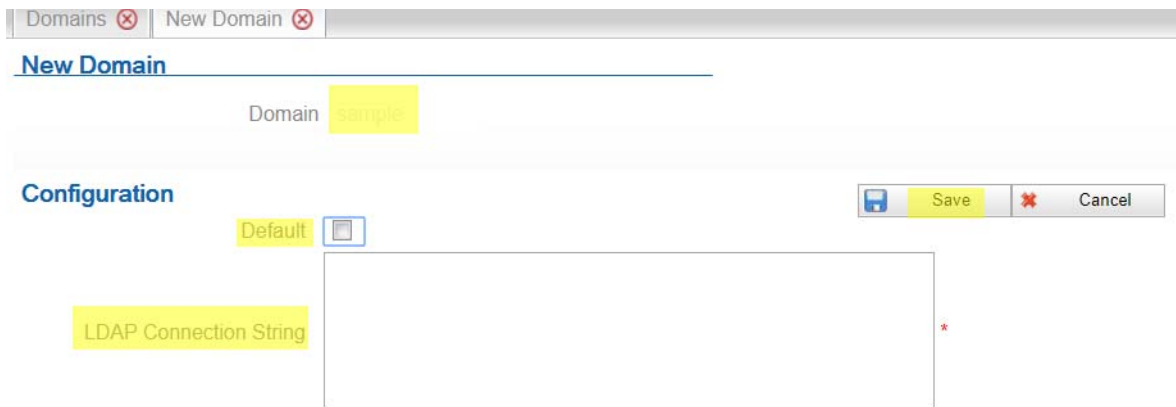 Domains New Domain
New Domain
Domain sample
Configuration
Save Cancel
Default
LDAP Connection String *